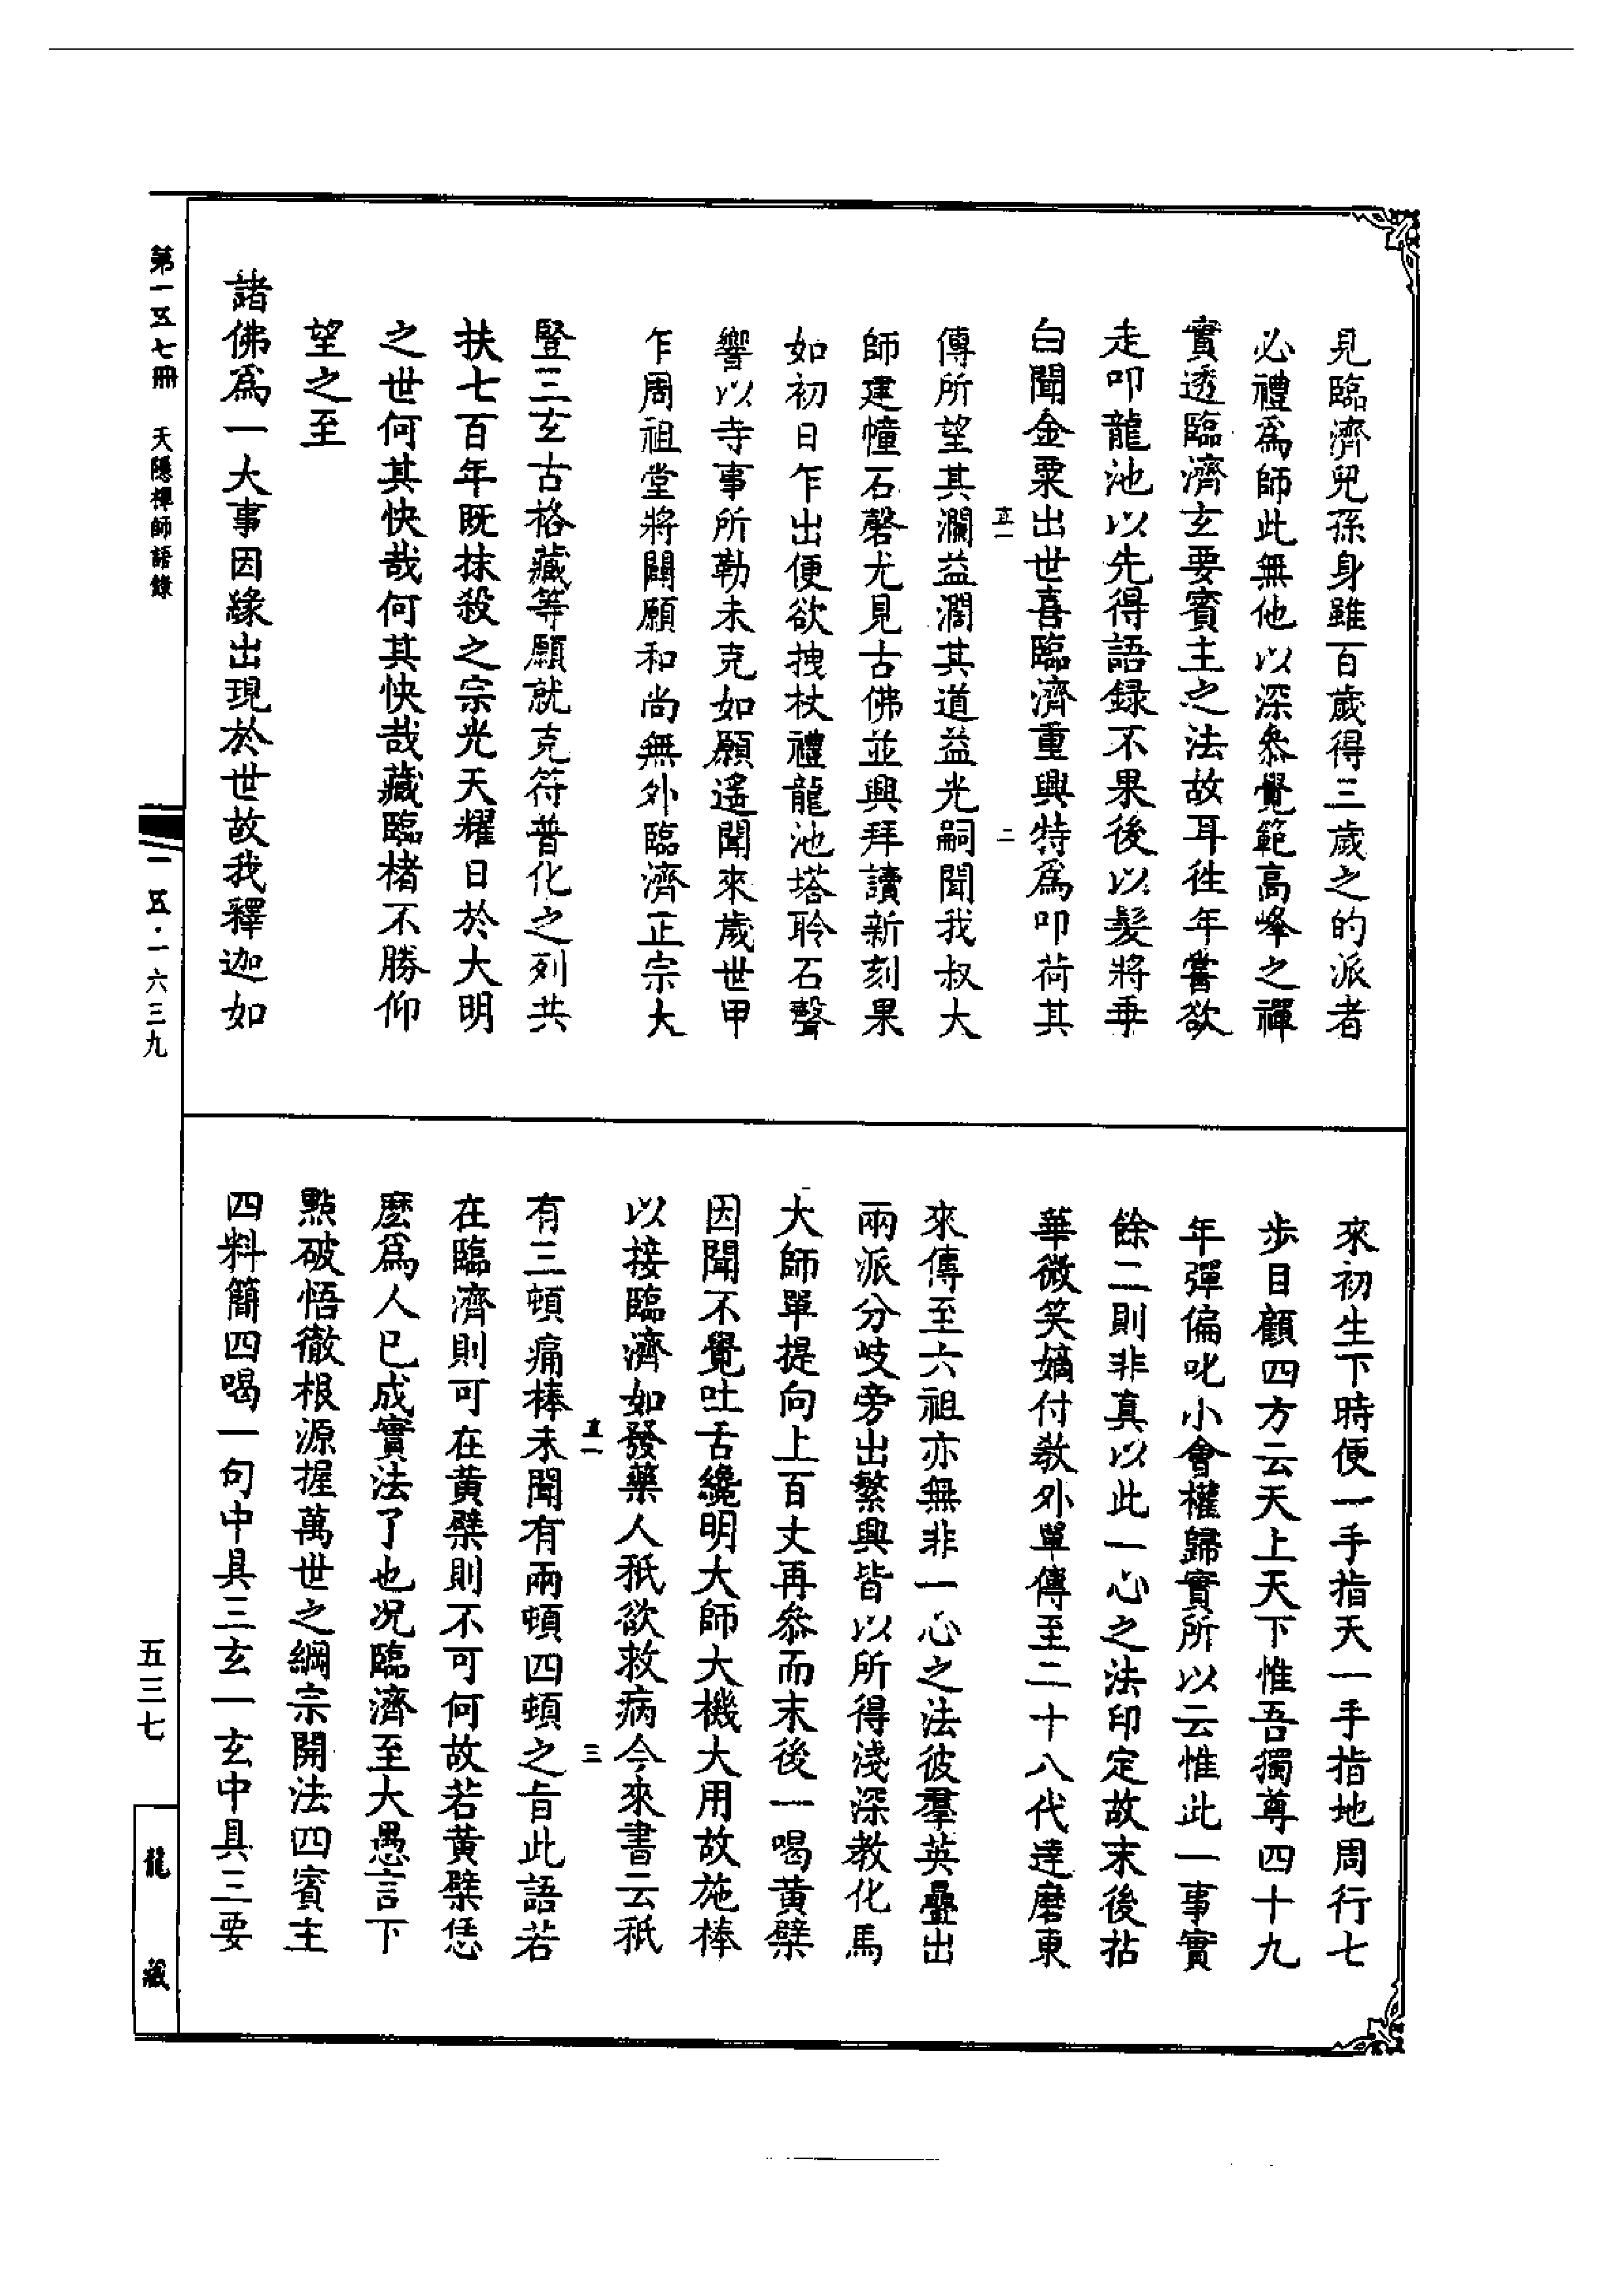 見臨濟兒孫身雖百歲得三歲之的派者
必禮為師此無他以深叅覺範高峰之禪
實透臨濟玄要賓主之法故耳徃年嘗欲
走叩龍池以先得語録不果後以髮將垂
白聞金粟出世喜臨濟重興特為叩荷其
直一
二
傳所望其瀾益濶其道益光嗣聞我叔大
師建幢石磬尤見古佛並興拜讀新刻果
如初日乍出便欲拽杖禮龍池塔聆石聲
響以寺事所勒未克如願遙聞來歲世甲
乍周祖堂將闢願和尚無外臨濟正宗大
豎三玄古格藏等願就克符普化之列共
扶七百年既抹殺之宗光天耀日於大明
之世何其快哉何其快哉藏臨楮不勝仰
望之至
諸佛為一大事因緣出現於世故我釋迦如
來初生下時便一手指天一手指地周行七
步目顧四方云天上天下惟吾獨尊四十九
年彈偏叱小會權歸實所以云惟此一事實
餘二則非真以此一心之法印定故末後拈
華微笑嫡付教外單傳至二十八代達磨東
來傳至六祖亦無非一心之法彼羣英疊出
兩派分岐旁出繁興皆以所得淺深教化馬
大師單提向上百丈再叅而末後一喝黃檗
因聞不覺吐舌纔明大師大機大用故施棒
以接臨濟如發藥人秖欲救病今來書云秖
直一
三
有三頓痛棒未聞有兩頓四頓之旨此語若
在臨濟則可在黃檗則不可何故若黃檗恁
麽為人已成實法了也况臨濟至大愚言下
點破悟徹根源握萬世之綱宗開法四賓主
四料簡四喝一句中具三玄一玄中具三要
第一五七冊 天隱禪師語錄
一五·一六三九
五三七
龍藏